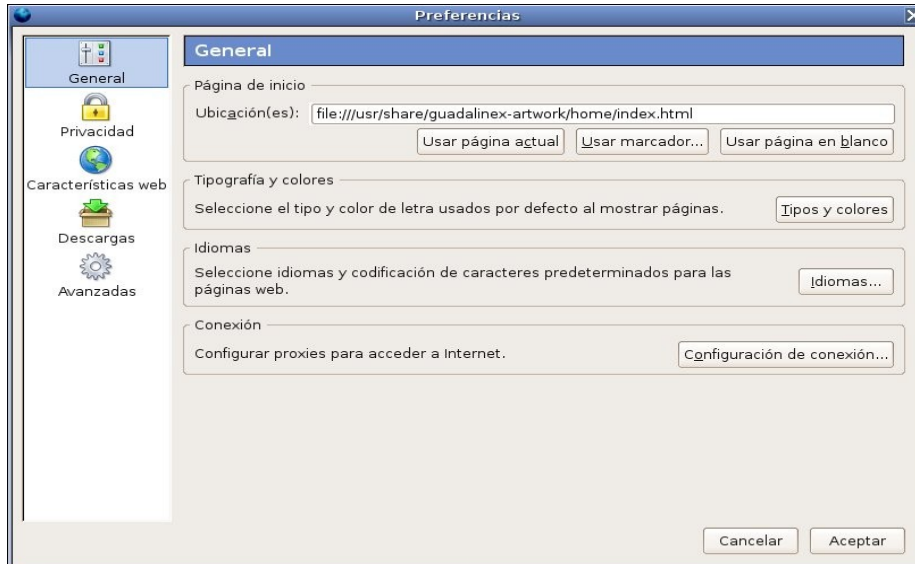 Preferencias
General
Privacidad
Características web
Descargas
Avanzadas
General
Página de inicio
Ubicación(es): file:///usr/share/guadalinex-artwork/home/index.html
Usar página actual Usar marcador... Usar página en blanco
Tipografía y colores
Seleccione el tipo y color de letra usados por defecto al mostrar páginas. Tipos y colores
Idiomas
Seleccione idiomas y codificación de caracteres predeterminados para las
páginas web. Idiomas...
Conexión
Configurar proxies para acceder a Internet. Configuración de conexión...
Cancelar Aceptar